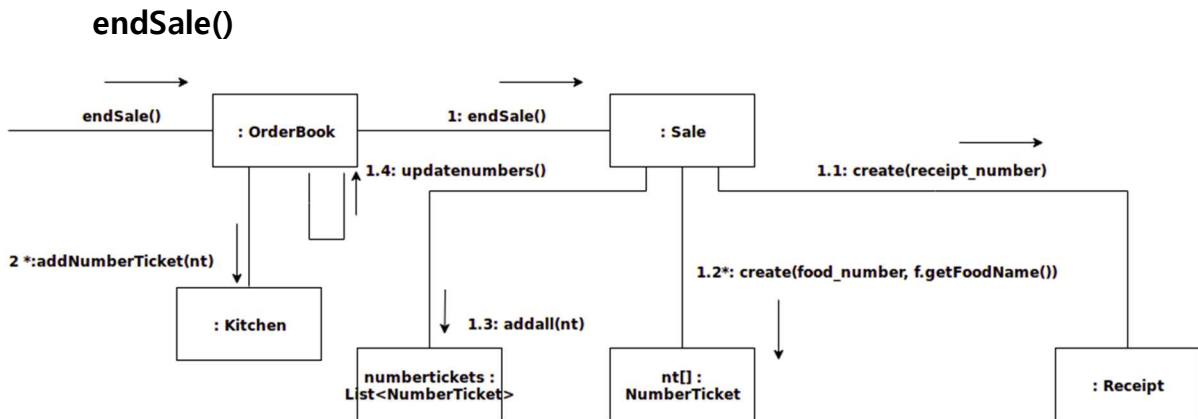 endSale()
endSale()
1: endSale()
: OrderBook
: Sale
1.4: updatenumbers()
1.1: create(receipt_number)
2 *:addNumberTicket(nt)
1.2*: create(food_number, f.getFoodName())
: Kitchen
1.3: addall(nt)
numbertickets :
List<NumberTicket>
nt[] :
NumberTicket
: Receipt